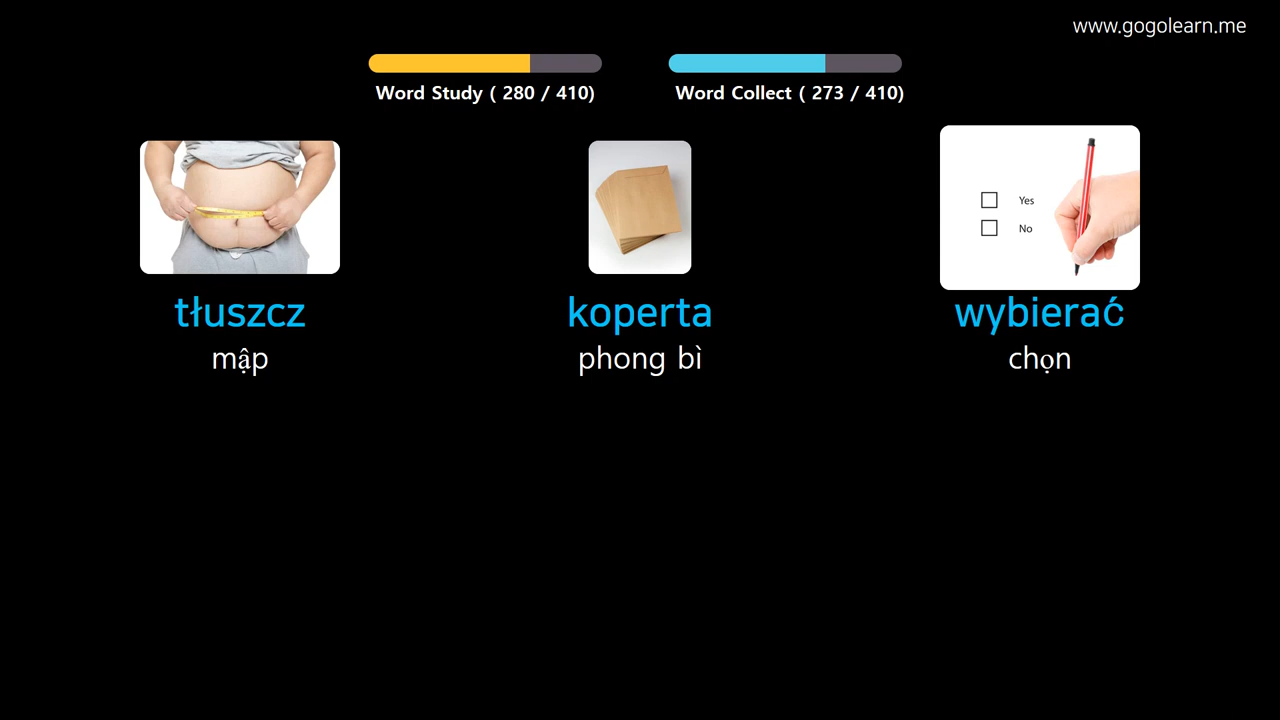 www.gogolearn.me
Word Study ( 280 / 410)
Word Collect ( 273 / 410)
Yes
No
tłuszcz
koperta
wybierać
mập
phong bì
chọn